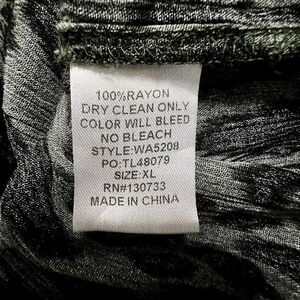 100%RAYON
DRY CLEAN ONLY
COLOR WILL BLEED
NO BLEACH
STYLE:WA5208
PO:TL48079
SIZE:XL
RN#130733
MADE IN CHINA